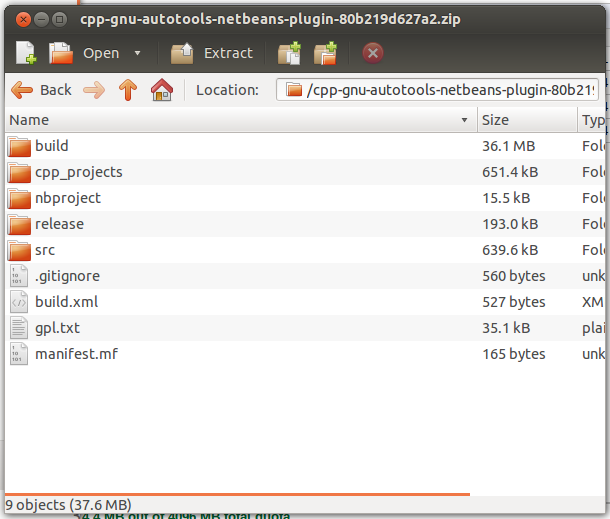 cpp-gnu-autotools-netbeans-plugin-80b219d627a2.zip
Open Extract
Back Location: /cpp-gnu-autotools-netbeans-plugin-80b219
Name Size Typ
build 36.1 MB Fol
cpp_projects 651.4 kB Fol
nbproject 15.5 kB Fol
release 193.0 kB Fol
src 639.6 kB Fol
.gitignore 560 bytes unk
build.xml 527 bytes XM
gpl.txt 35.1 kB plai
manifest.mf 165 bytes unk
9 objects (37.6 MB)
4.4 MB out of 4096 MB total quota